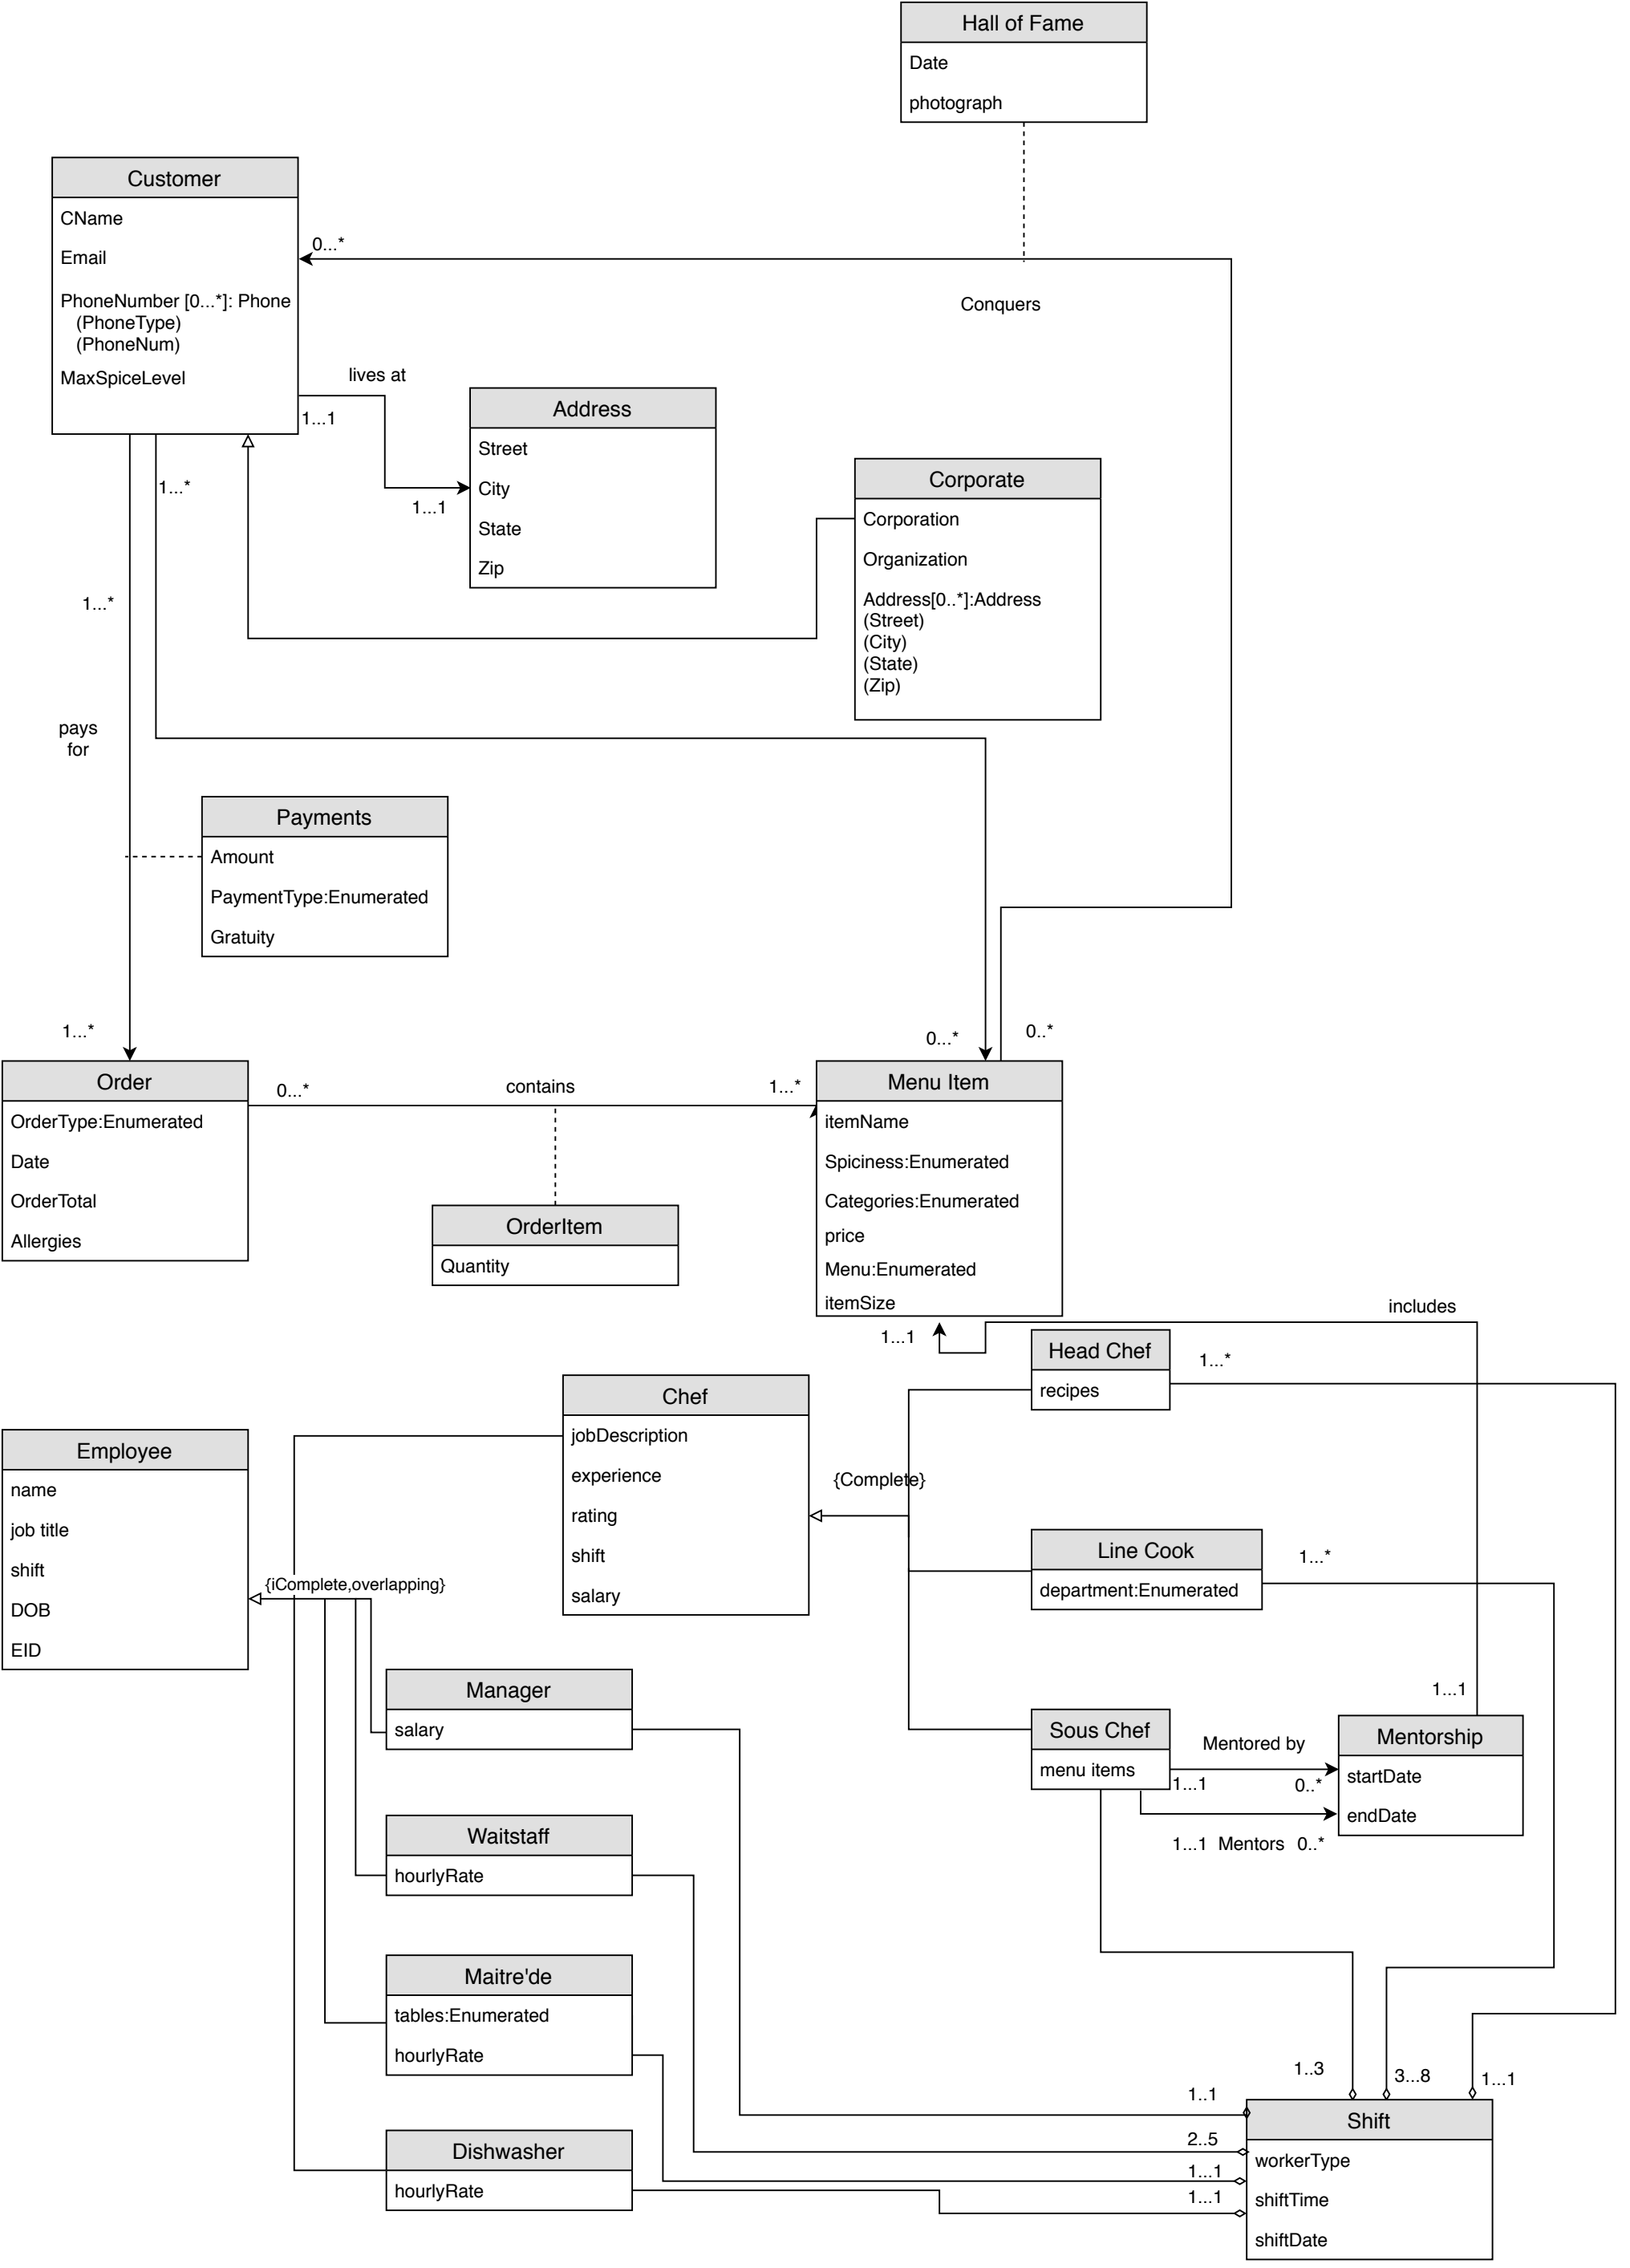 Hall of Fame
Date
photograph
Customer
CName
Email
PhoneNumber [0...*]: Phone
(PhoneType)
(PhoneNum)
MaxSpiceLevel
0...*
Conquers
lives at
1...1
1...1
Address
Street
City
State
Zip
Corporate
Corporation
Organization
Address[0..*]:Address
(Street)
(City)
(State)
(Zip)
1...*
1...*
pays
for
Payments
Amount
PaymentType:Enumerated
Gratuity
1...*
0...*
0..*
Order
OrderType:Enumerated
Date
OrderTotal
Allergies
0...*
contains
1...*
OrderItem
Quantity
Menu Item
itemName
Spiciness:Enumerated
Categories:Enumerated
price
Menu:Enumerated
itemSize
includes
1...1
Head Chef
recipes
1...*
Chef
jobDescription
experience
rating
shift
salary
{Complete}
Employee
name
job title
shift
DOB
EID
{iComplete,overlapping}
Line Cook
department:Enumerated
1...*
Manager
salary
1...1
Sous Chef
menu items
Mentored by
1...1
0..*
Mentorship
startDate
endDate
1...1 Mentors 0..*
Waitstaff
hourlyRate
Maitre'de
tables:Enumerated
hourlyRate
Dishwasher
hourlyRate
1..3
3...8
1...1
1..1
2..5
1...1
1...1
Shift
workerType
shiftTime
shiftDate